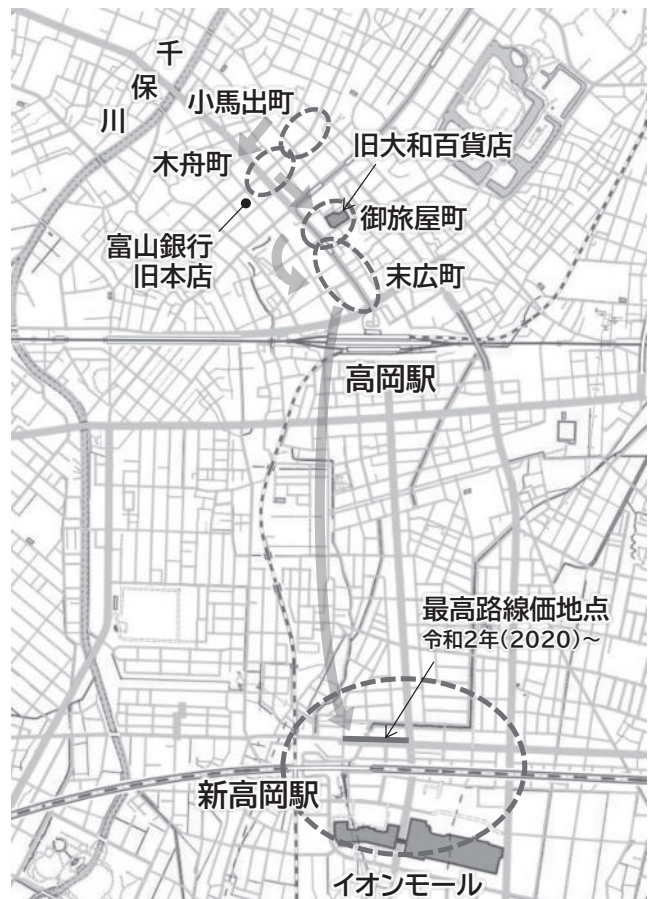 千保川
小馬出町
木舟町
旧大和百貨店
御旅屋町
富山銀行
旧本店
末広町
高岡駅
最高路線価地点
令和2年(2020)～
新高岡駅
イオンモール